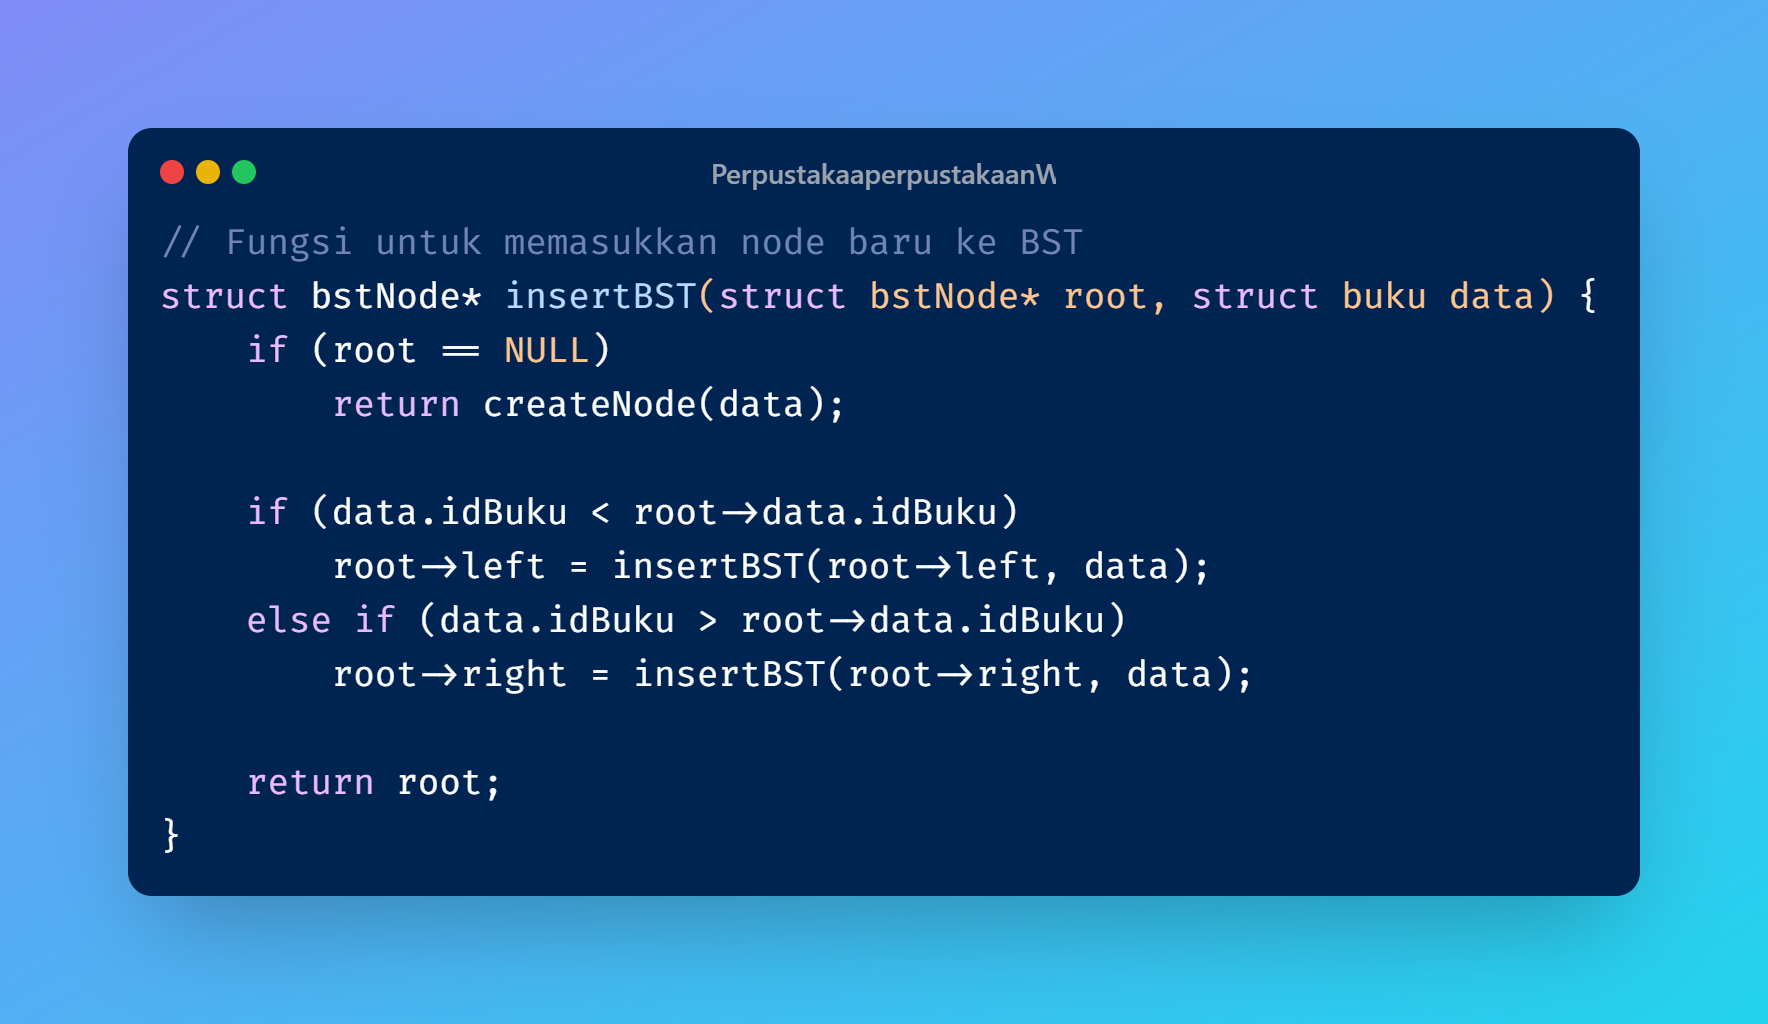 PerpustakaaperpustakaanW
// Fungsi untuk memasukkan node baru ke BST
struct bstNode* insertBST(struct bstNode* root, struct buku data) {
    if (root == NULL)
        return createNode(data);

    if (data.idBuku < root->data.idBuku)
        root->left = insertBST(root->left, data);
    else if (data.idBuku > root->data.idBuku)
        root->right = insertBST(root->right, data);

    return root;
}